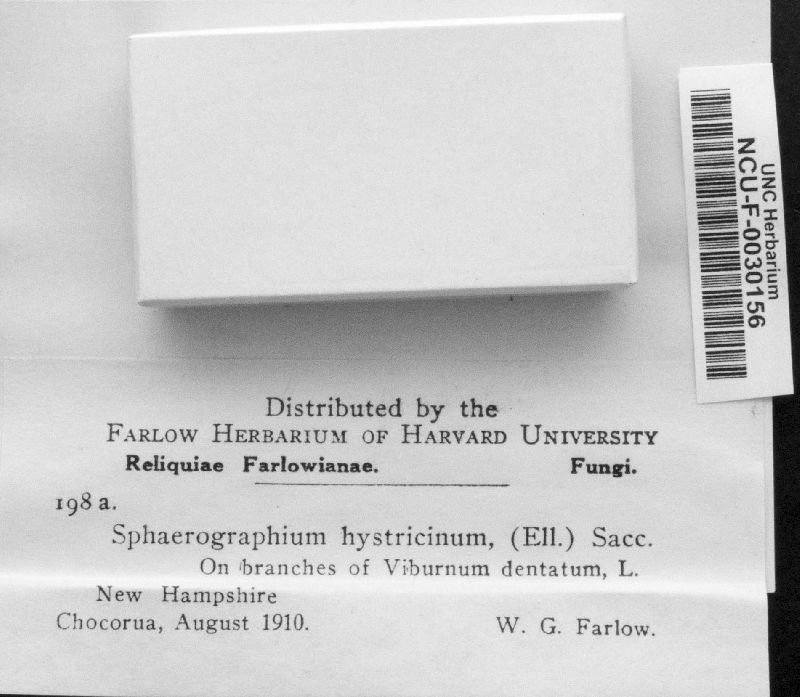 UNC Herbarium
NCU-F-0030156
Distributed by the
FARLOW HERBARIUM OF HARVARD UNIVERSITY
Reliquiae Farlowianae. Fungi.
198 a.
Sphaerographium hystricinum, (Ell.) Sacc.
On branches of Viburnum dentatum, L.
New Hampshire
Chocorua, August 1910. W. G. Farlow.